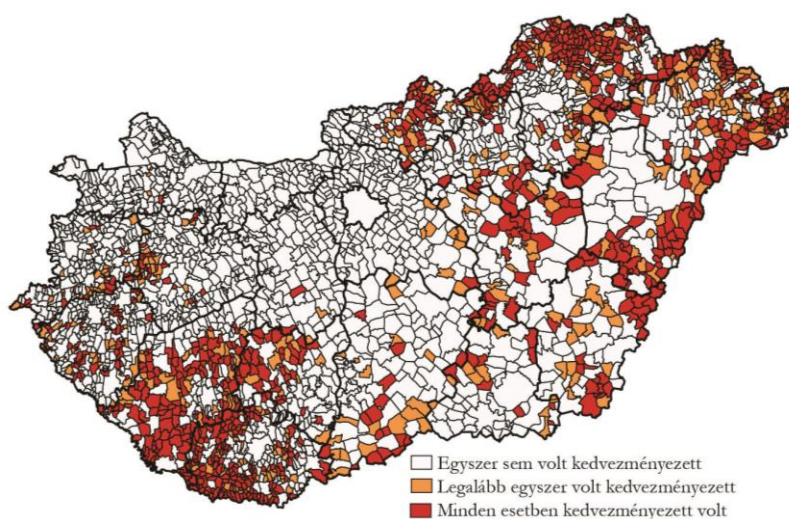 Egyszer sem volt kedvezményezett
Legalább egyszer volt kedvezményezett
Minden esetben kedvezményezett volt